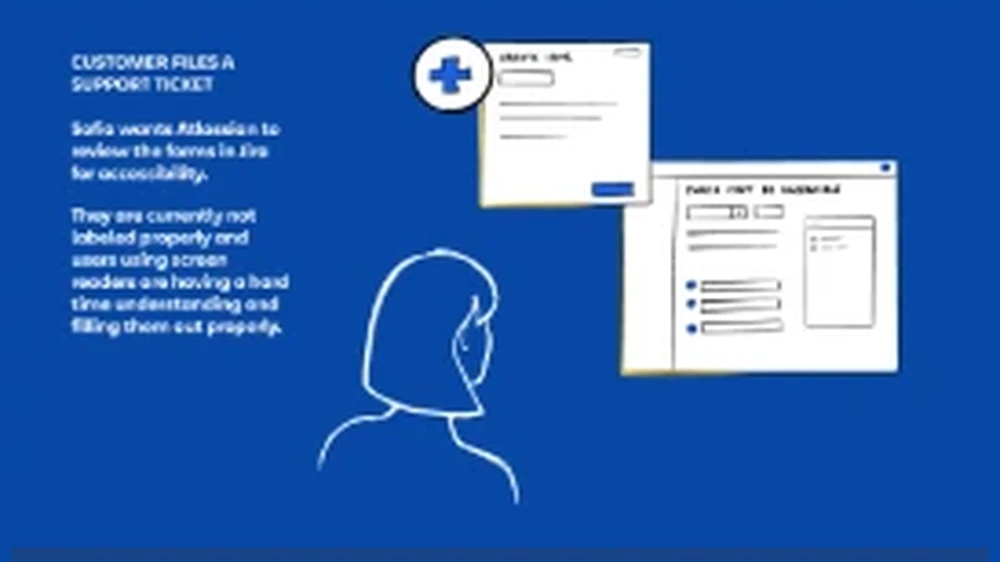 CUSTOMER FILES A
SUPPORT TICKET
Sofia wants Atlassian to
review the forms in Jira
for accessibility.
They are currently not
labeled properly and
users using screen
readers are having a hard
time understanding and
filling them out properly.